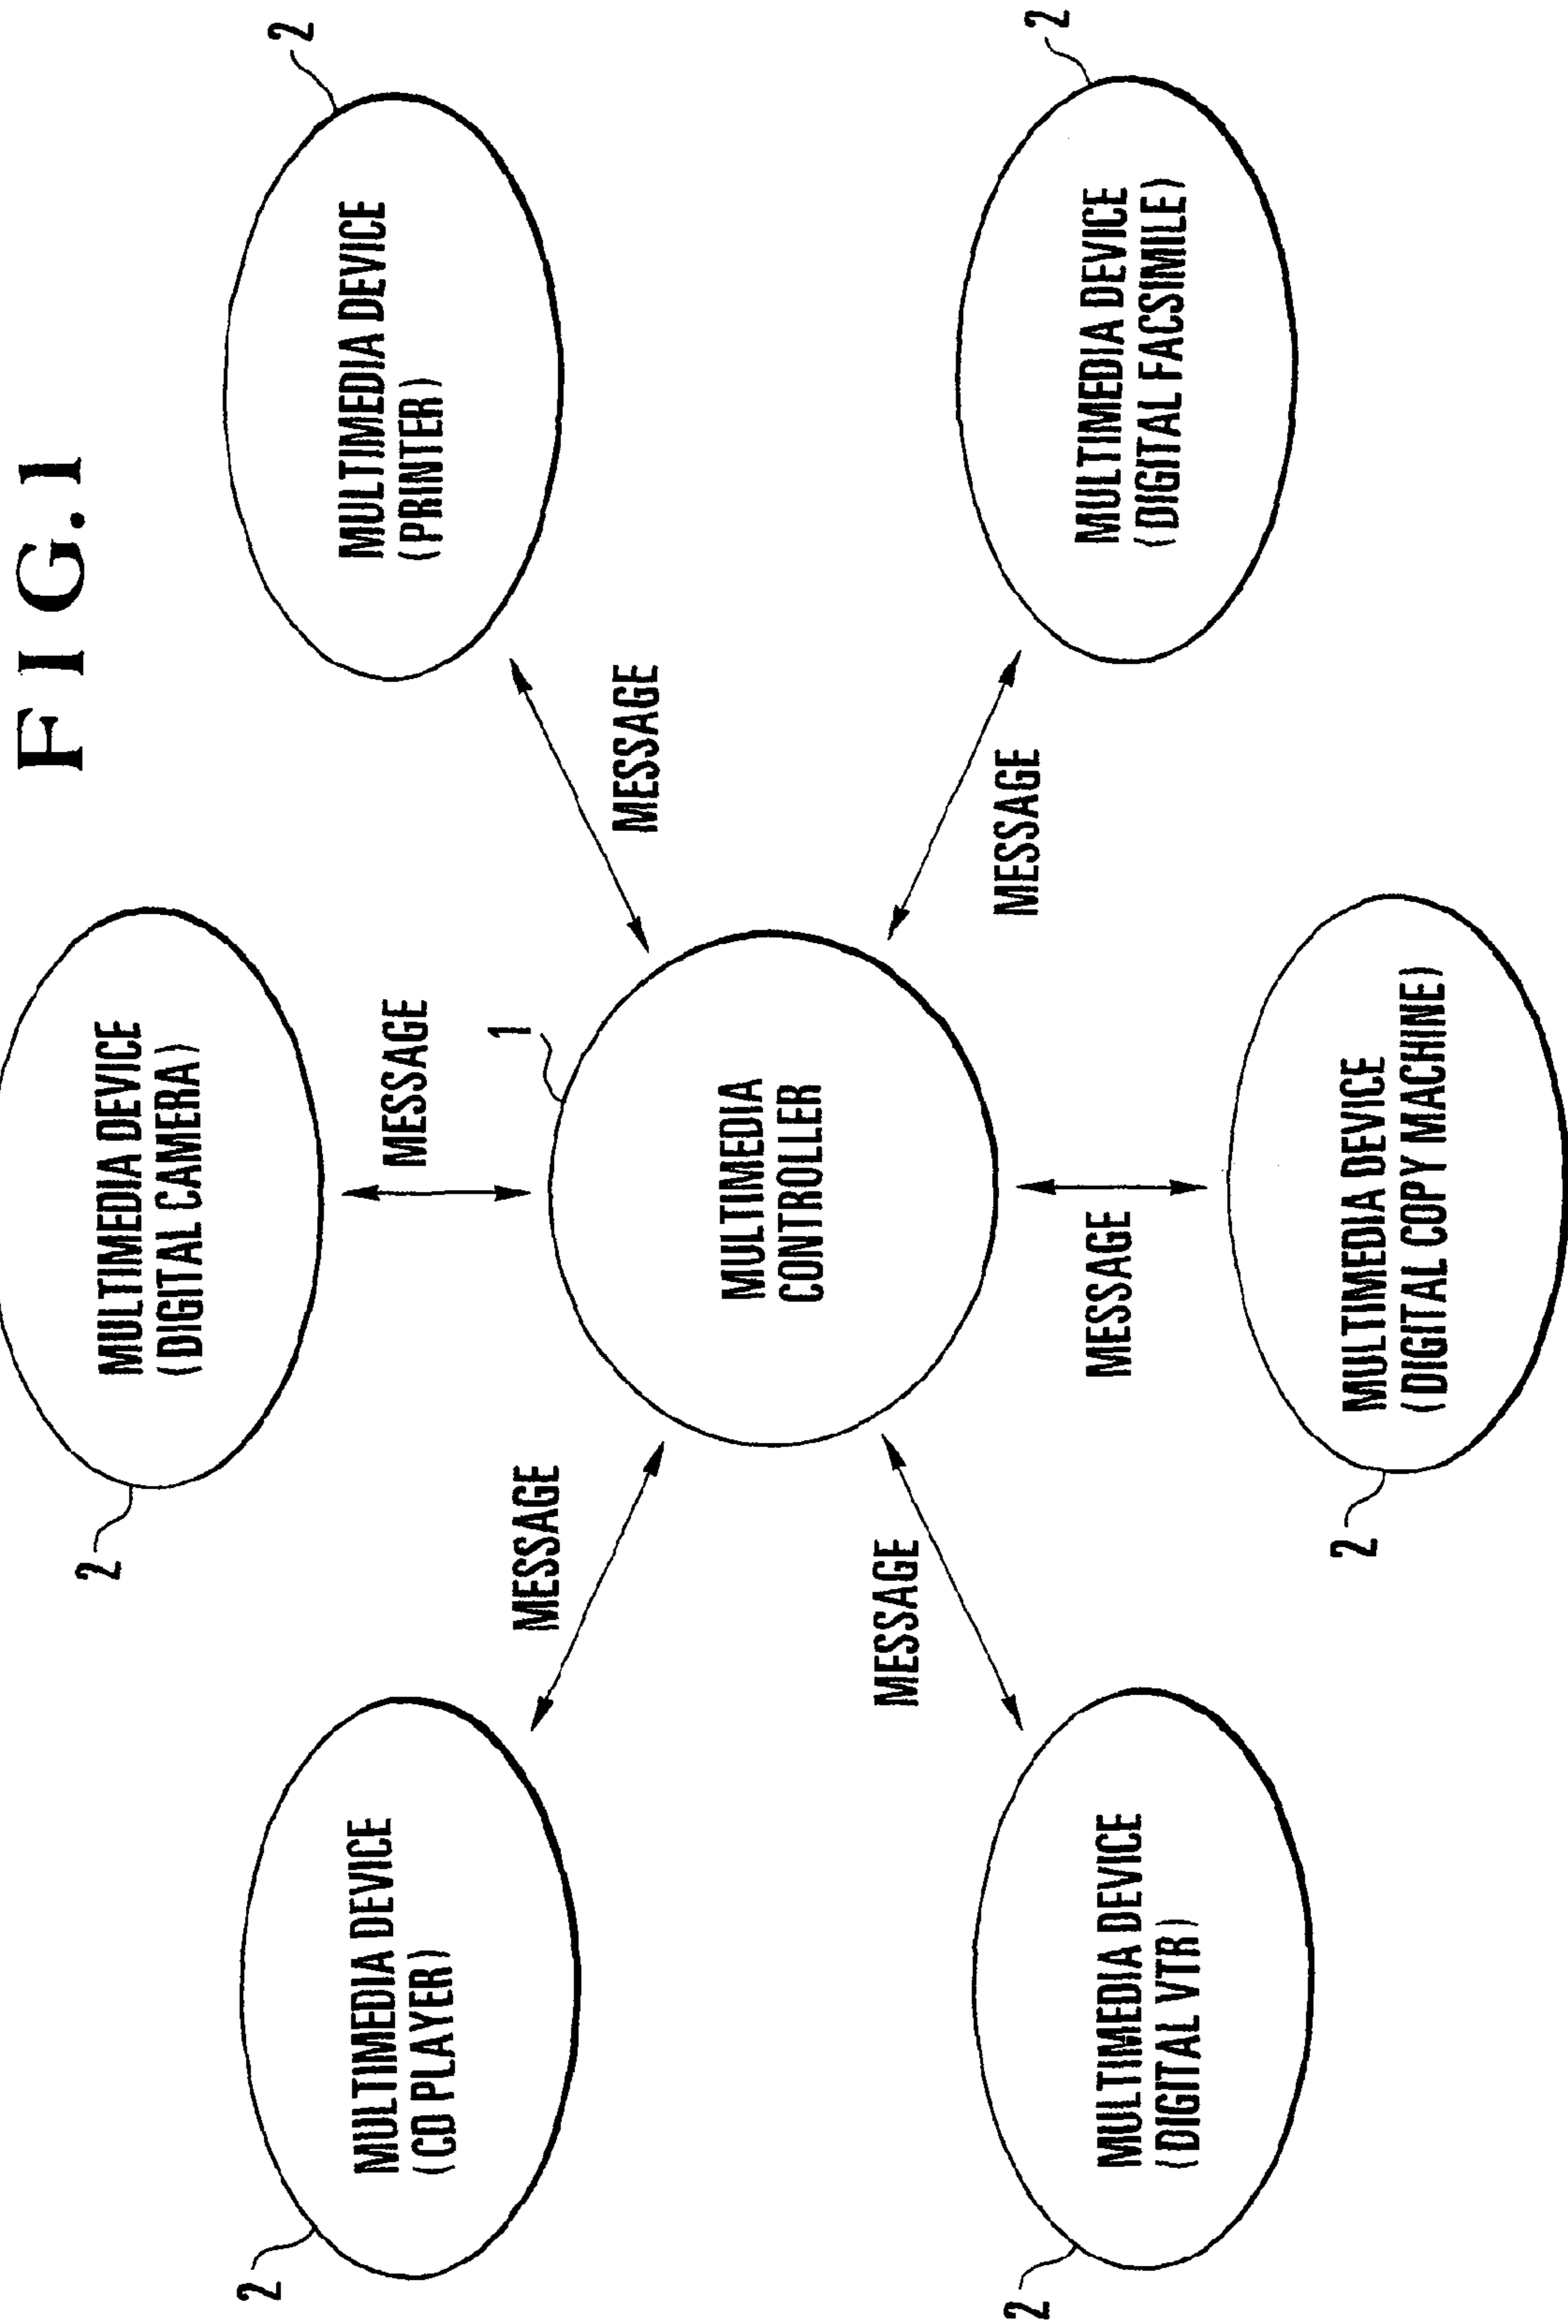 FIG.1
MULTIMEDIA DEVICE
(DIGITAL CAMERA)
2
MULTIMEDIA DEVICE
(CD PLAYER)
2
MULTIMEDIA DEVICE
(PRINTER)
2
MESSAGE
MESSAGE
MESSAGE
1
MULTIMEDIA
CONTROLLER
MESSAGE
MESSAGE
MESSAGE
MULTIMEDIA DEVICE
(DIGITAL VTR)
2
MULTIMEDIA DEVICE
(DIGITAL FACSIMILE)
2
MULTIMEDIA DEVICE
(DIGITAL COPY MACHINE)
2